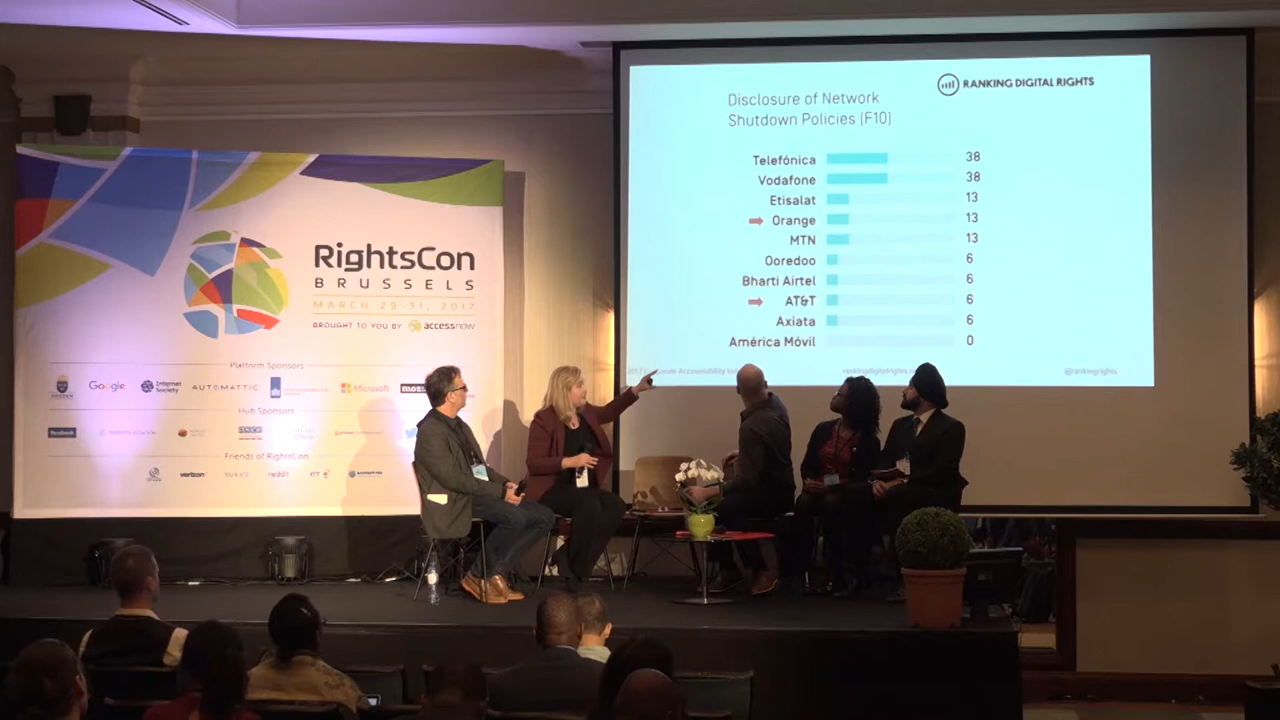 RightsCon
BRUSSELS
MARCH 29-31, 2017
BROUGHT TO YOU BY accessnow
Platform Sponsors
Google
Internet Society
AUTOMATTIC
Microsoft
Hub Sponsors
facebook
Friends of RightsCon
verizon
reddit
RANKING DIGITAL RIGHTS
Disclosure of Network
Shutdown Policies (F10)
Telefónica 38
Vodafone 38
Etisalat 13
Orange 13
MTN 13
Ooredoo 6
Bharti Airtel 6
AT&T 6
Axiata 6
América Móvil 0
@rankingrights